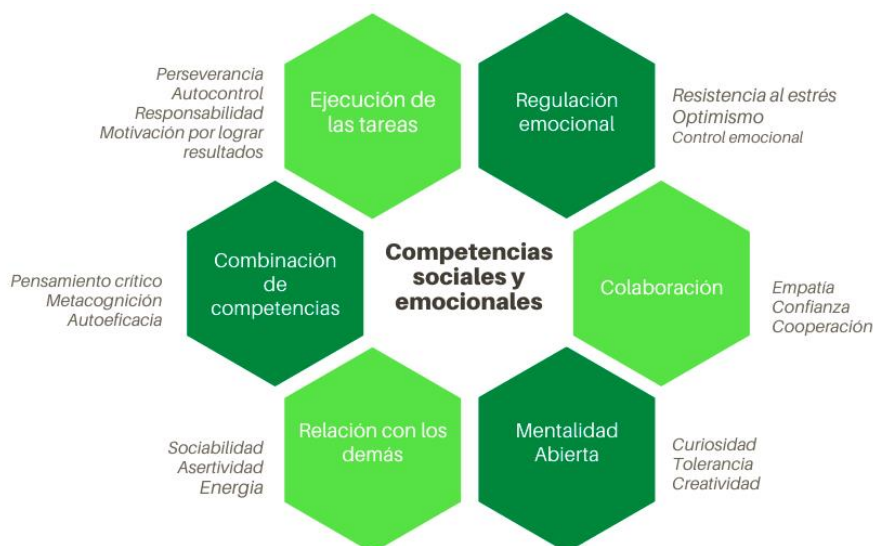 Perseverancia
Autocontrol
Responsabilidad
Motivación por lograr
resultados
Ejecución de
las tareas
Regulación
emocional
Resistencia al estrés
Optimismo
Control emocional
Pensamiento crítico
Metacognición
Autoeficacia
Combinación
de
competencias
Competencias
sociales y
emocionales
Colaboración
Empatía
Confianza
Cooperación
Sociabilidad
Asertividad
Energia
Relación con los
demás
Mentalidad
Abierta
Curiosidad
Tolerancia
Creatividad